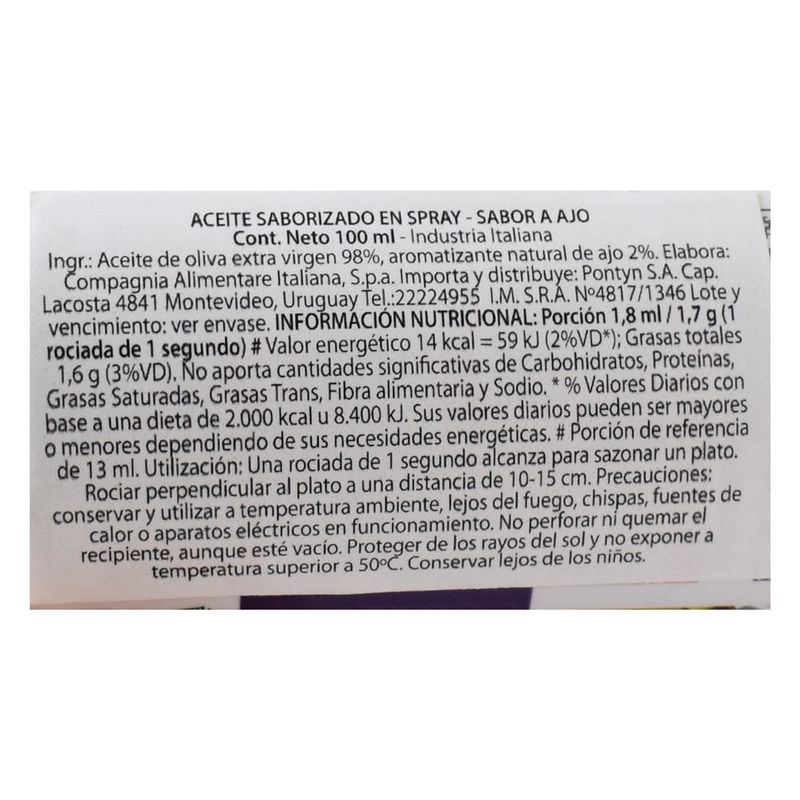 ACEITE SABORIZADO EN SPRAY - SABOR A AJO
Cont. Neto 100 ml - Industria Italiana
Ingr.: Aceite de oliva extra virgen 98%, aromatizante natural de ajo 2%. Elabora:
Compagnia Alimentare Italiana, S.p.a. Importa y distribuye: Pontyn S.A. Cap.
Lacosta 4841 Montevideo, Uruguay Tel.:22224955 I.M. S.R.A. Nº4817/1346 Lote y
vencimiento: ver envase. INFORMACIÓN NUTRICIONAL: Porción 1,8 ml / 1,7 g (1
rociada de 1 segundo) # Valor energético 14 kcal = 59 kJ (2%VD*); Grasas totales
1,6 g (3%VD). No aporta cantidades significativas de Carbohidratos, Proteínas,
Grasas Saturadas, Grasas Trans, Fibra alimentaria y Sodio. * % Valores Diarios con
base a una dieta de 2.000 kcal u 8.400 kJ. Sus valores diarios pueden ser mayores
o menores dependiendo de sus necesidades energéticas. # Porción de referencia
de 13 ml. Utilización: Una rociada de 1 segundo alcanza para sazonar un plato.
Rociar perpendicular al plato a una distancia de 10-15 cm. Precauciones:
conservar y utilizar a temperatura ambiente, lejos del fuego, chispas, fuentes de
calor o aparatos eléctricos en funcionamiento. No perforar ni quemar el
recipiente, aunque esté vacío. Proteger de los rayos del sol y no exponer a
temperatura superior a 50ºC. Conservar lejos de los niños.